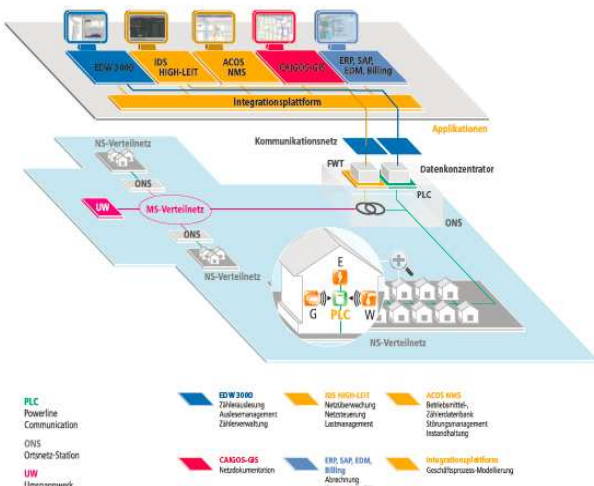 EDW 3000
IDS
HIGH-LEIT
ACOS
NMS
CAIGOS-GIS
ERP, SAP,
EDM, Billing
Integrationsplattform
Applikationen
Kommunikationsnetz
NS-Verteilnetz
FWT
Datenkonzentrator
ONS
PLC
UW
MS-Verteilnetz
ONS
ONS
NS-Verteilnetz
E
G
PLC
W
NS-Verteilnetz
PLC
Powerline
Communication
ONS
Ortsnetz-Station
UW
Umspannwerk
EDW 3000
Zählerauslesung
Auslesemanagement
Zählerverwaltung
IDS HIGH-LEIT
Netzüberwachung
Netzsteuerung
Lastmanagement
ACOS NMS
Betriebsmittel-,
Zählerdatenbank
Störungsmanagement
Instandhaltung
CAIGOS-GIS
Netzdokumentation
ERP, SAP, EDM,
Billing
Abrechnung
Integrationsplattform
Geschäftsprozess-Modellierung